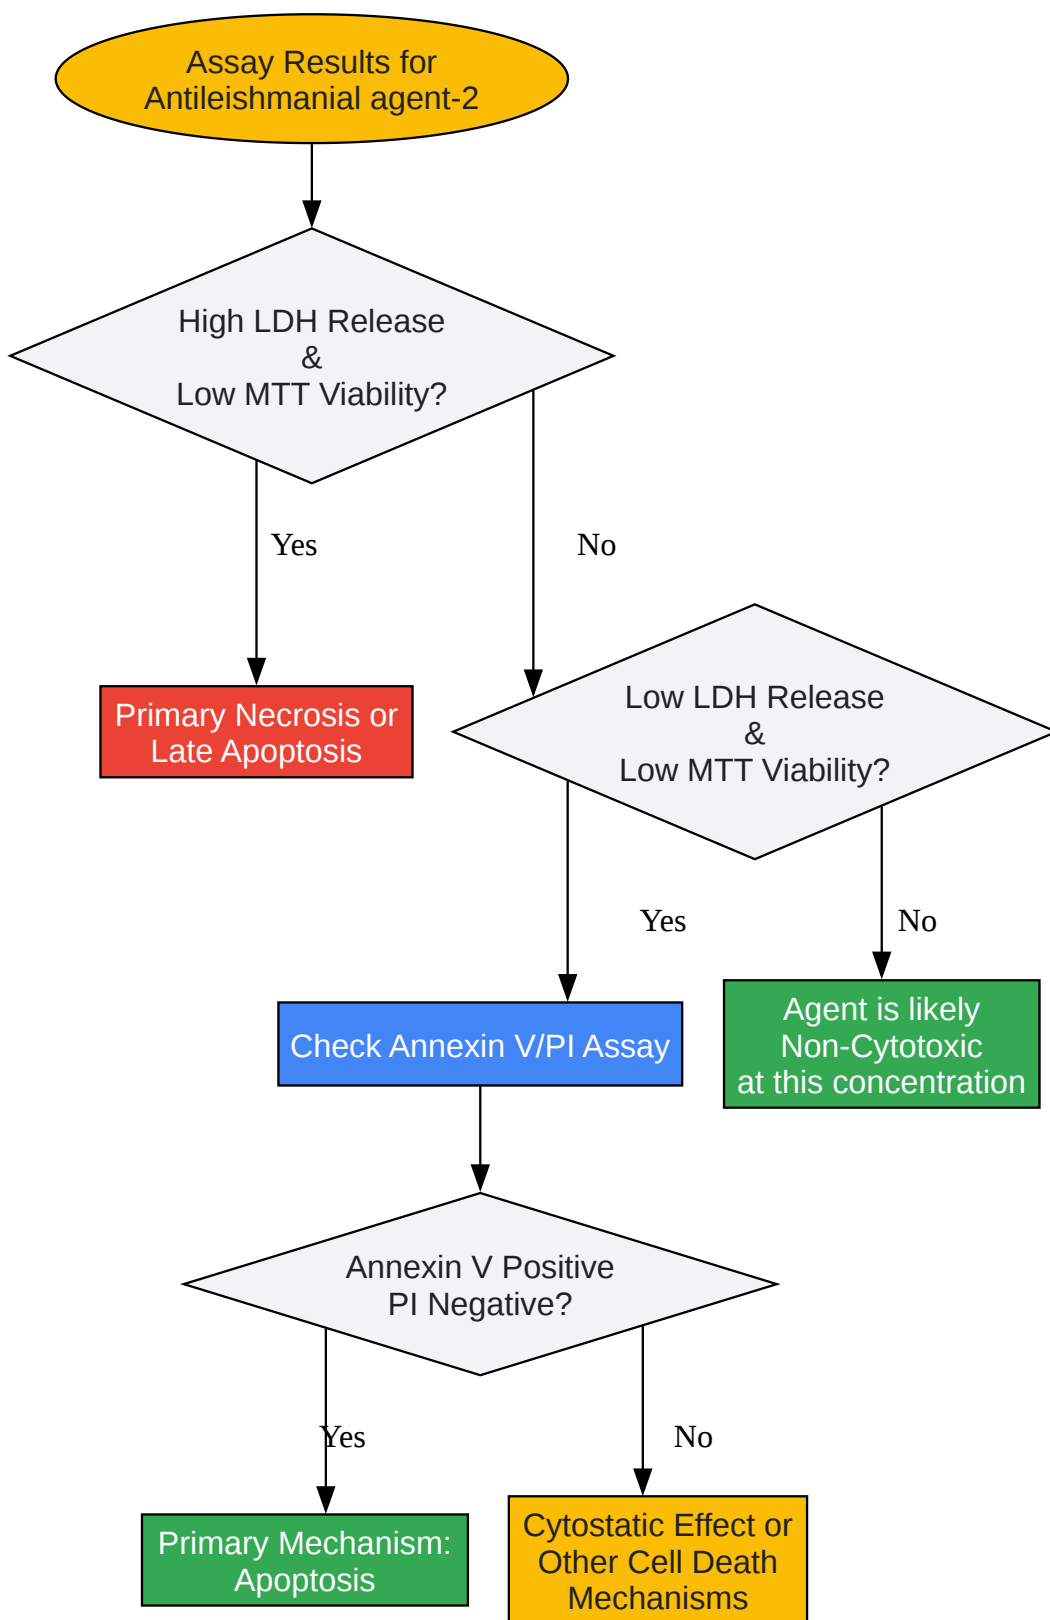 Assay Results for
Antileishmanial agent-2
High LDH Release
&
Low MTT Viability?
Yes
No
Primary Necrosis or
Late Apoptosis
Low LDH Release
&
Low MTT Viability?
Yes
No
Check Annexin V/PI Assay
Agent is likely
Non-Cytotoxic
at this concentration
Annexin V Positive
PI Negative?
Yes
No
Primary Mechanism:
Apoptosis
Cytostatic Effect or
Other Cell Death
Mechanisms